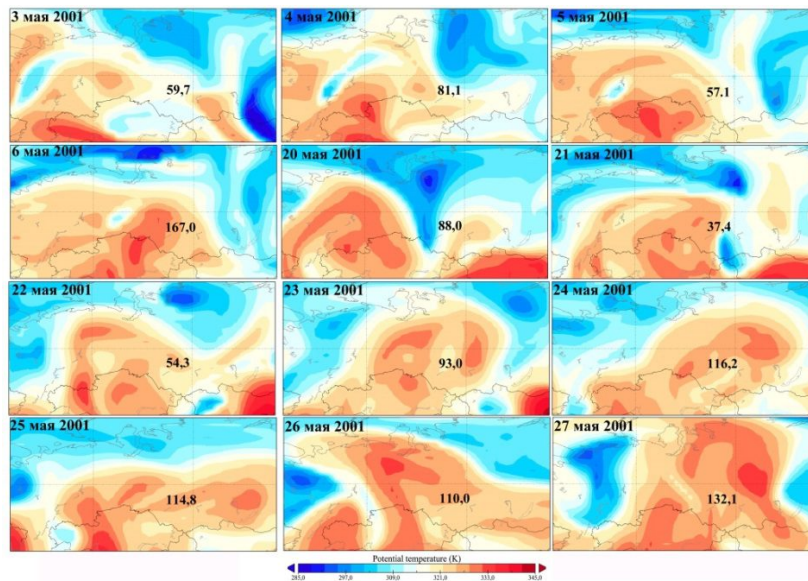 3 мая 2001
59,7
4 мая 2001
81,1
5 мая 2001
57.1
6 мая 2001
167,0
20 мая 2001
88,0
21 мая 2001
37,4
22 мая 2001
54,3
23 мая 2001
93,0
24 мая 2001
116,2
25 мая 2001
114,8
26 мая 2001
110,0
27 мая 2001
132,1
Potential temperature (K)
285,0 297,0 309,0 321,0 333,0 345,0